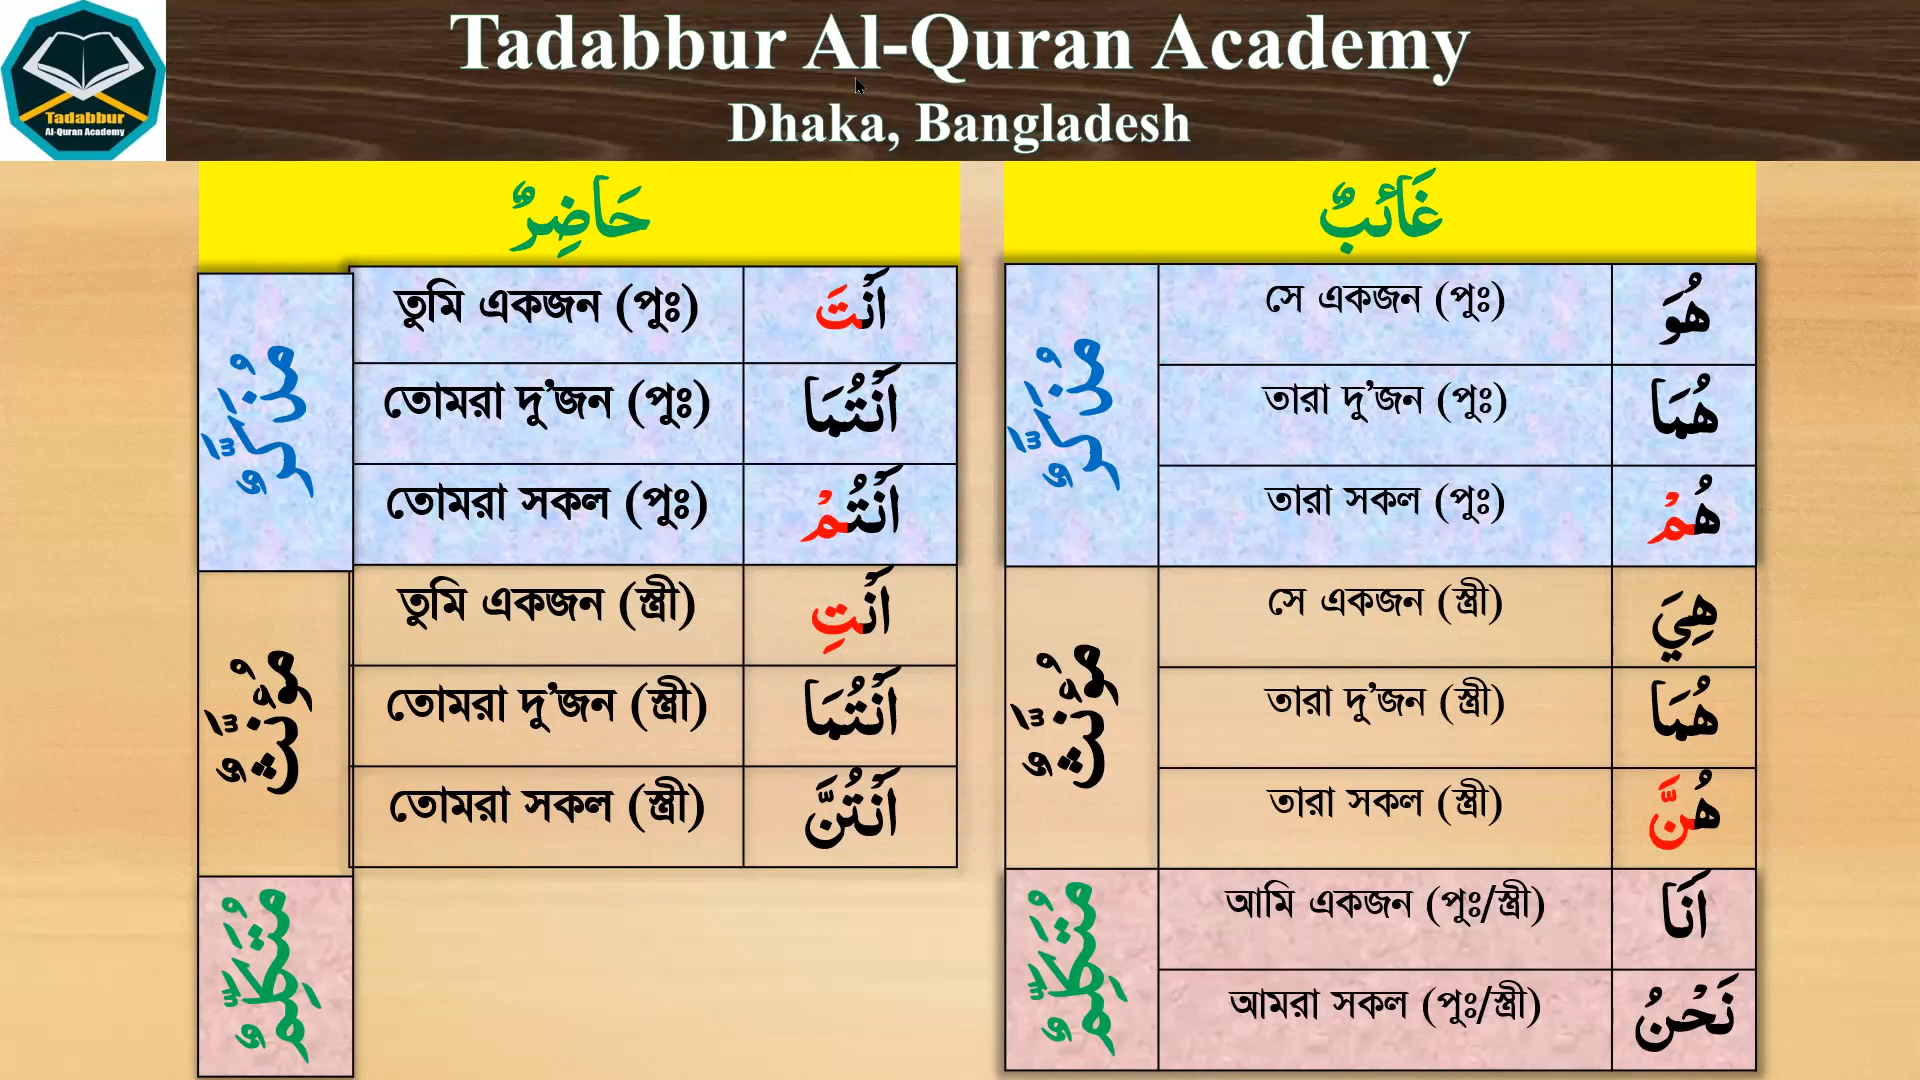 Tadabbur Al-Quran Academy
Dhaka, Bangladesh
Tadabbur
Al-Quran Academy
غَائبٌ
مُذَكَّرٌ
هُوَ
সে একজন (পুঃ)
هُمَا
তারা দু’জন (পুঃ)
هُمْ
তারা সকল (পুঃ)
مُؤَنَّثٌ
هِيَ
সে একজন (স্ত্রী)
هُمَا
তারা দু’জন (স্ত্রী)
هُنَّ
তারা সকল (স্ত্রী)
مُتَكَلِّمٌ
اَنَا
আমি একজন (পুঃ/স্ত্রী)
نَحْنُ
আমরা সকল (পুঃ/স্ত্রী)
حَاضِرٌ
مُذَكَّرٌ
اَنْتَ
তুমি একজন (পুঃ)
اَنْتُمَا
তোমরা দু’জন (পুঃ)
اَنْتُمْ
তোমরা সকল (পুঃ)
مُؤَنَّثٌ
اَنْتِ
তুমি একজন (স্ত্রী)
اَنْتُمَا
তোমরা দু’জন (স্ত্রী)
اَنْتُنَّ
তোমরা সকল (স্ত্রী)
مُتَكَلِّمٌ